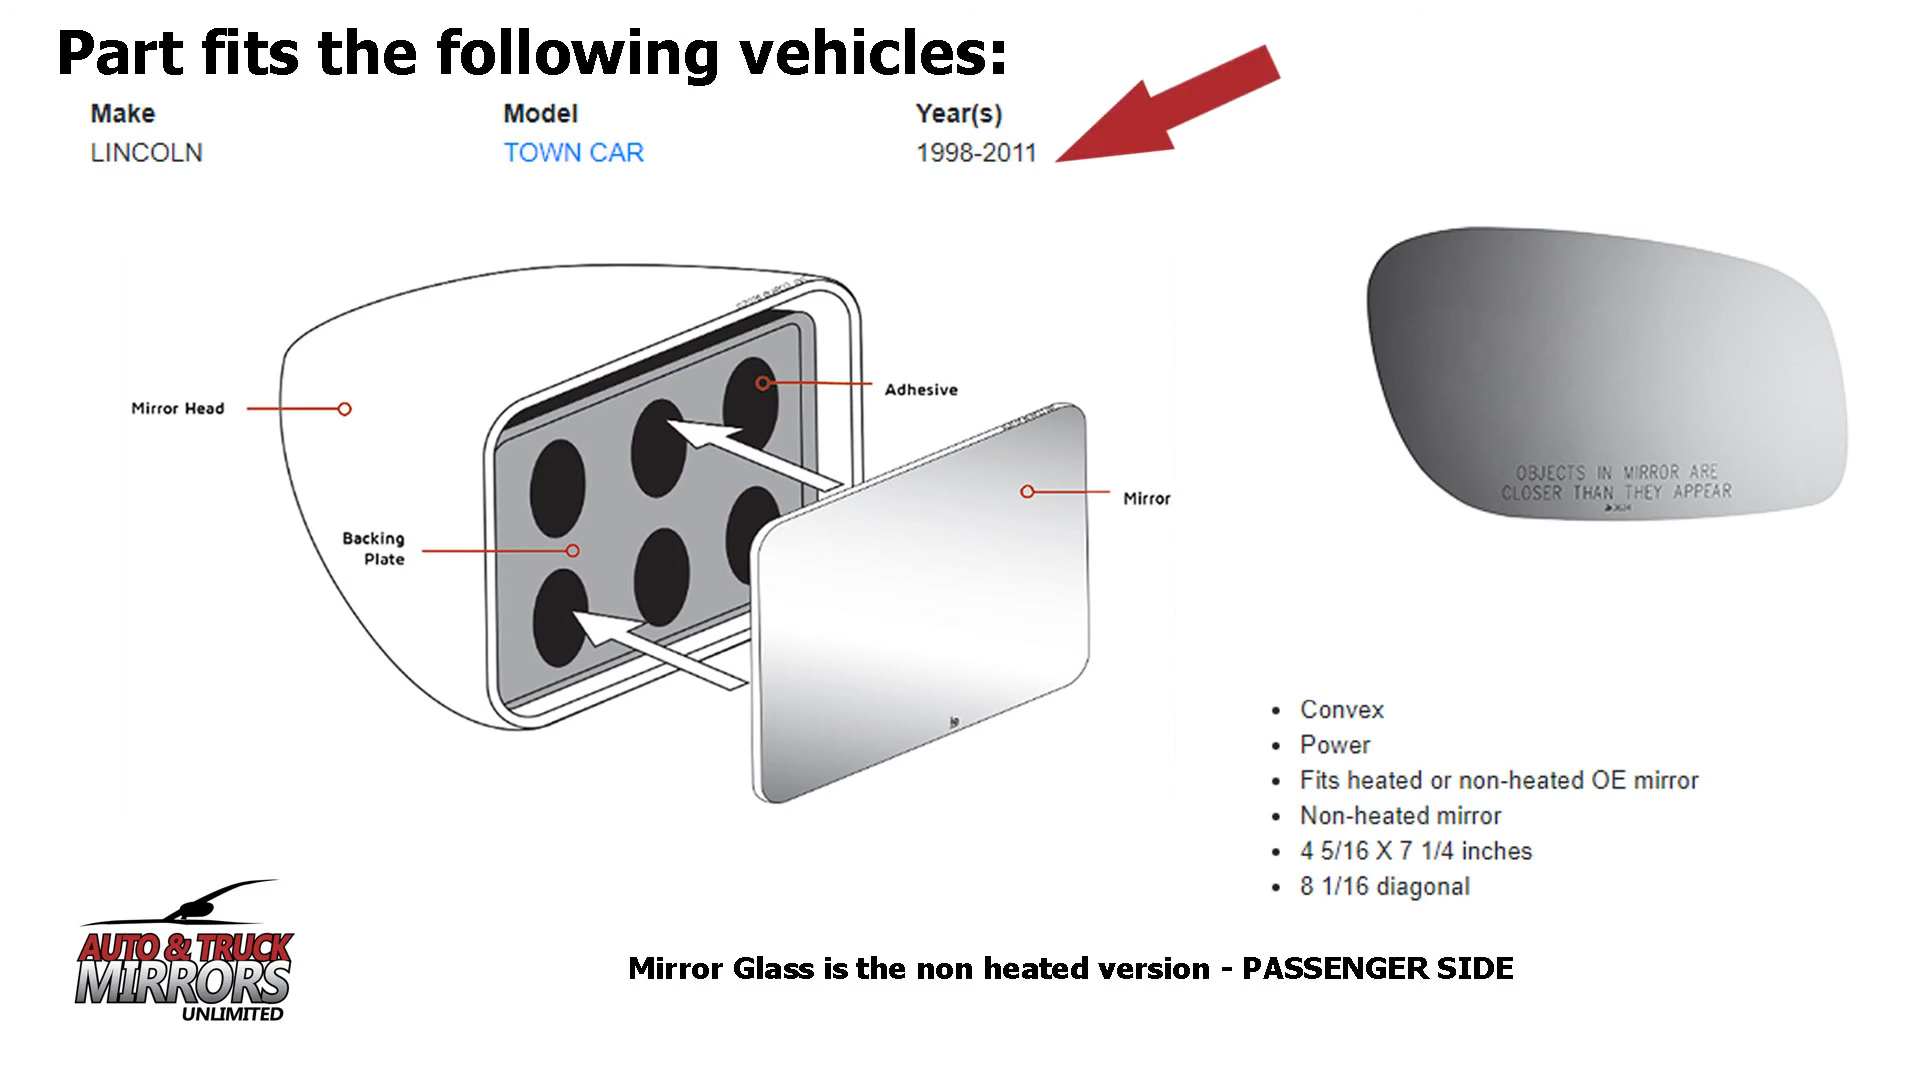 Part fits the following vehicles:
Make Model Year(s)
LINCOLN TOWN CAR 1998-2011
Mirror Head
Adhesive
Backing
Plate
Mirror
OBJECTS IN MIRROR ARE
CLOSER THAN THEY APPEAR
• Convex
• Power
• Fits heated or non-heated OE mirror
• Non-heated mirror
• 4 5/16 X 7 1/4 inches
• 8 1/16 diagonal
AUTO & TRUCK
MIRRORS
UNLIMITED
Mirror Glass is the non heated version - PASSENGER SIDE